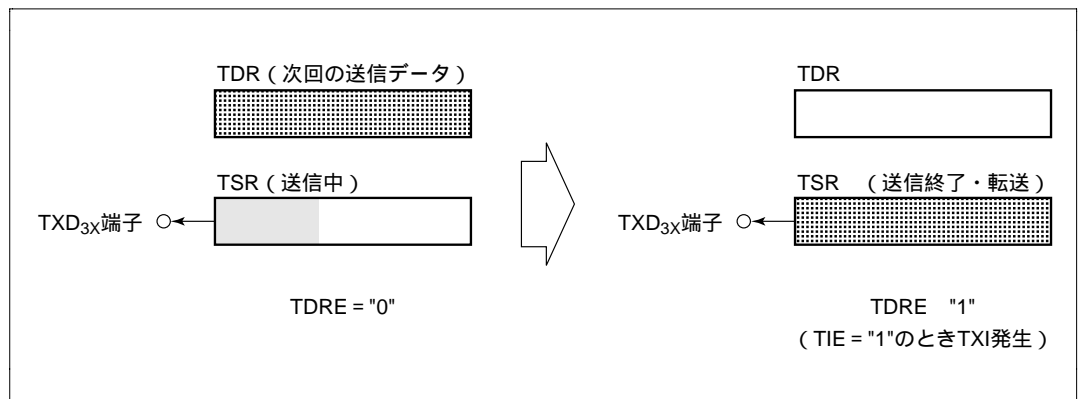 TDR（次回の送信データ）
TSR（送信中）
TXD3X端子
TDRE = "0"
TDR
TSR　（送信終了・転送）
TXD3X端子
TDRE　"1"
（TIE = "1"のときTXI発生）